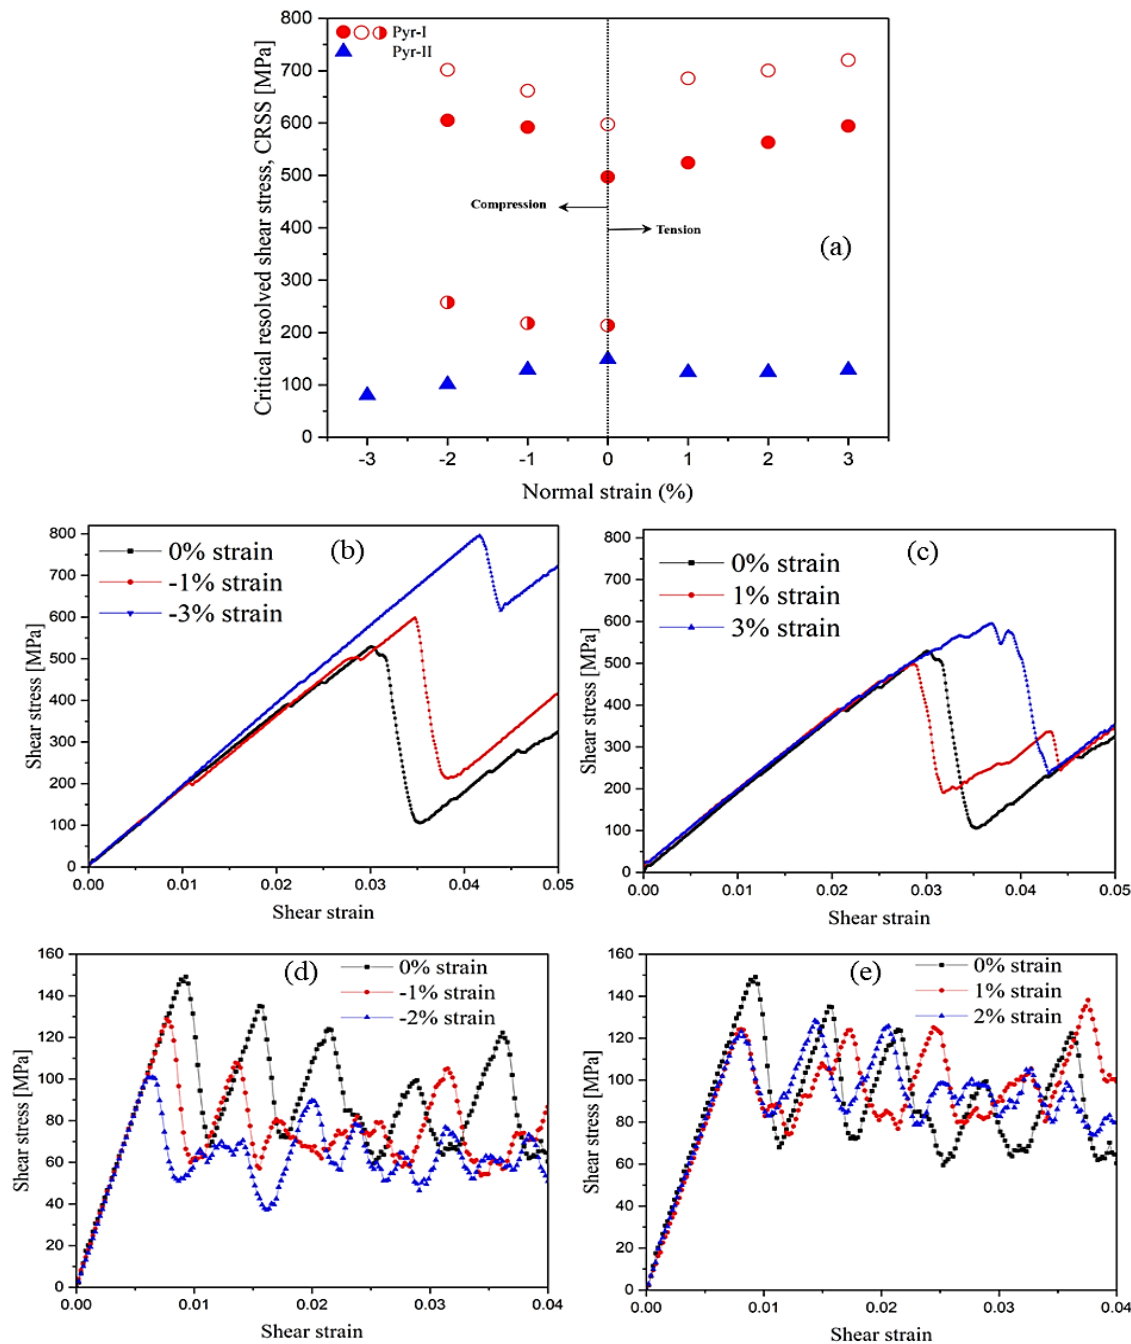 Critical resolved shear stress, CRSS [MPa]
800
700
600
500
400
300
200
100
0
Pyr-I
Pyr-II
Compression
Tension
(a)
-3 -2 -1 0 1 2 3
Normal strain (%)
Shear stress [MPa]
800
700
600
500
400
300
200
100
0
(b)
0% strain
-1% strain
-3% strain
0.00 0.01 0.02 0.03 0.04 0.05
Shear strain
Shear stress [MPa]
800
700
600
500
400
300
200
100
0
(c)
0% strain
1% strain
3% strain
0.00 0.01 0.02 0.03 0.04 0.05
Shear strain
Shear stress [MPa]
160
140
120
100
80
60
40
20
0
(d)
0% strain
-1% strain
-2% strain
0.00 0.01 0.02 0.03 0.04
Shear strain
Shear stress [MPa]
160
140
120
100
80
60
40
20
0
(e)
0% strain
1% strain
2% strain
0.00 0.01 0.02 0.03 0.04
Shear strain